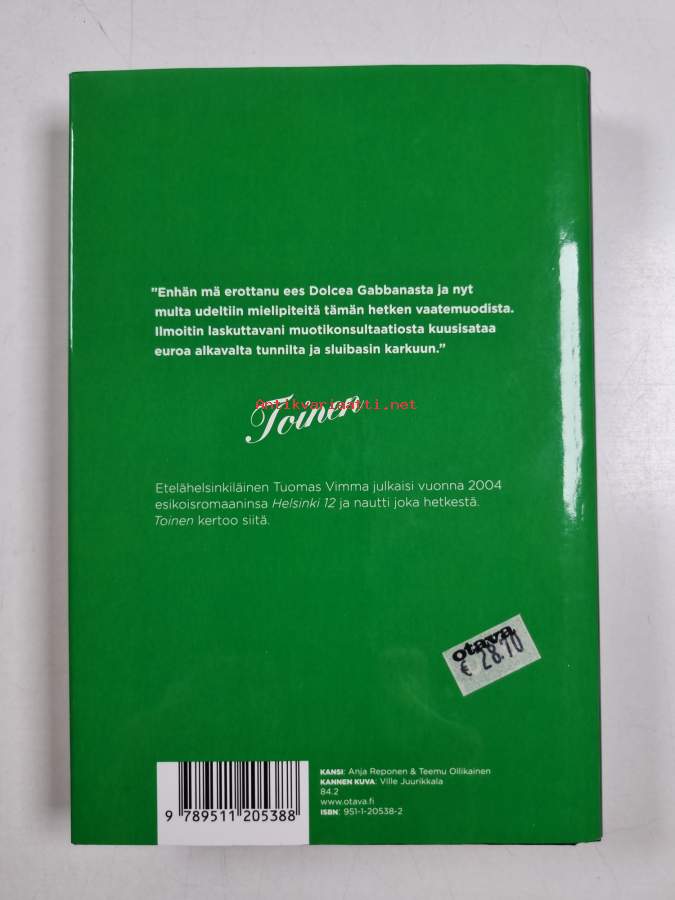 "Enhän mä erottanu ees Dolcea Gabbanasta ja nyt
multa udeltiin mielipiteitä tämän hetken vaatemuodista.
Ilmoitin laskuttavani muotikonsultaatiosta kuusisataa
euroa alkavalta tunnilta ja sluibasin karkuun."
Antikvariaatti.net
Toinen
Etelähelsinkiläinen Tuomas Vimma julkaisi vuonna 2004
esikoisromaaninsa Helsinki 12 ja nautti joka hetkestä.
Toinen kertoo siitä.
otava
€ 28.70
KANSI: Anja Reponen & Teemu Ollikainen
KANNEN KUVA: Ville Juurikkala
84.2
www.otava.fi
ISBN: 951-1-20538-2
9 789511 205388